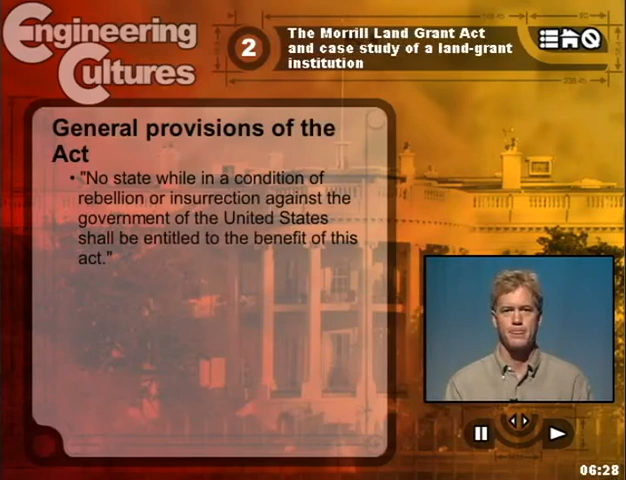 Engineering
Cultures
2
The Morrill Land Grant Act
and case study of a land-grant
institution
General provisions of the
Act
• "No state while in a condition of
rebellion or insurrection against the
government of the United States
shall be entitled to the benefit of this
act."
06:28